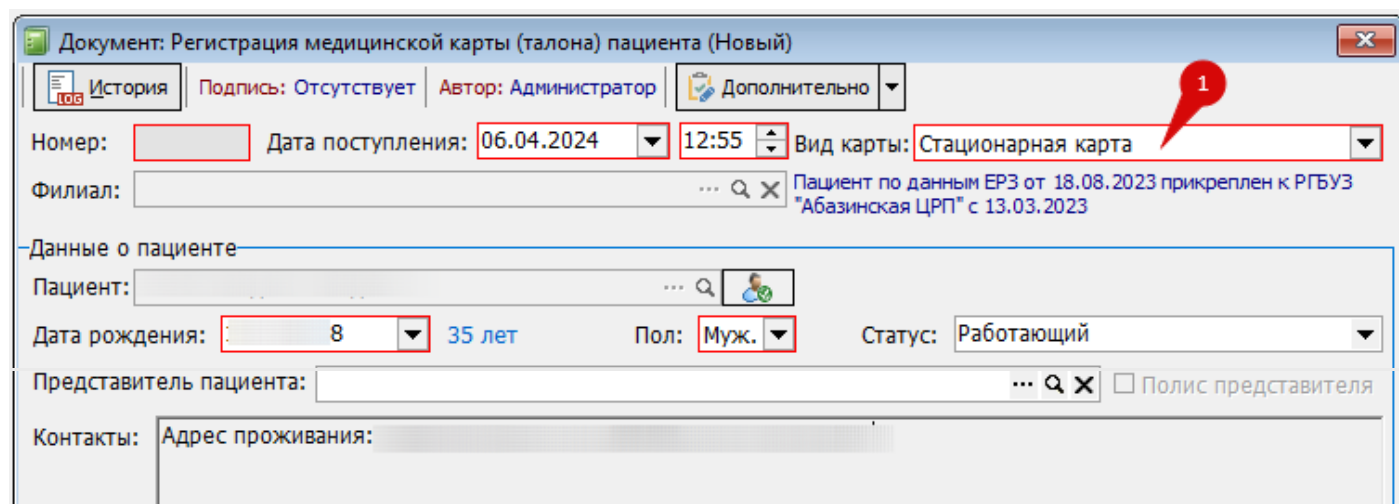 Документ: Регистрация медицинской карты (талона) пациента (Новый)
LOG История Подпись: Отсутствует Автор: Администратор Дополнительно
1
Номер: Дата поступления: 06.04.2024 12:55 Вид карты: Стационарная карта
Филиал: Пациент по данным ЕРЗ от 18.08.2023 прикреплен к РГБУЗ
"Абазинская ЦРП" с 13.03.2023
Данные о пациенте
Пациент:
Дата рождения: 8 35 лет Пол: Муж. Статус: Работающий
Представитель пациента: Полис представителя
Контакты: Адрес проживания: